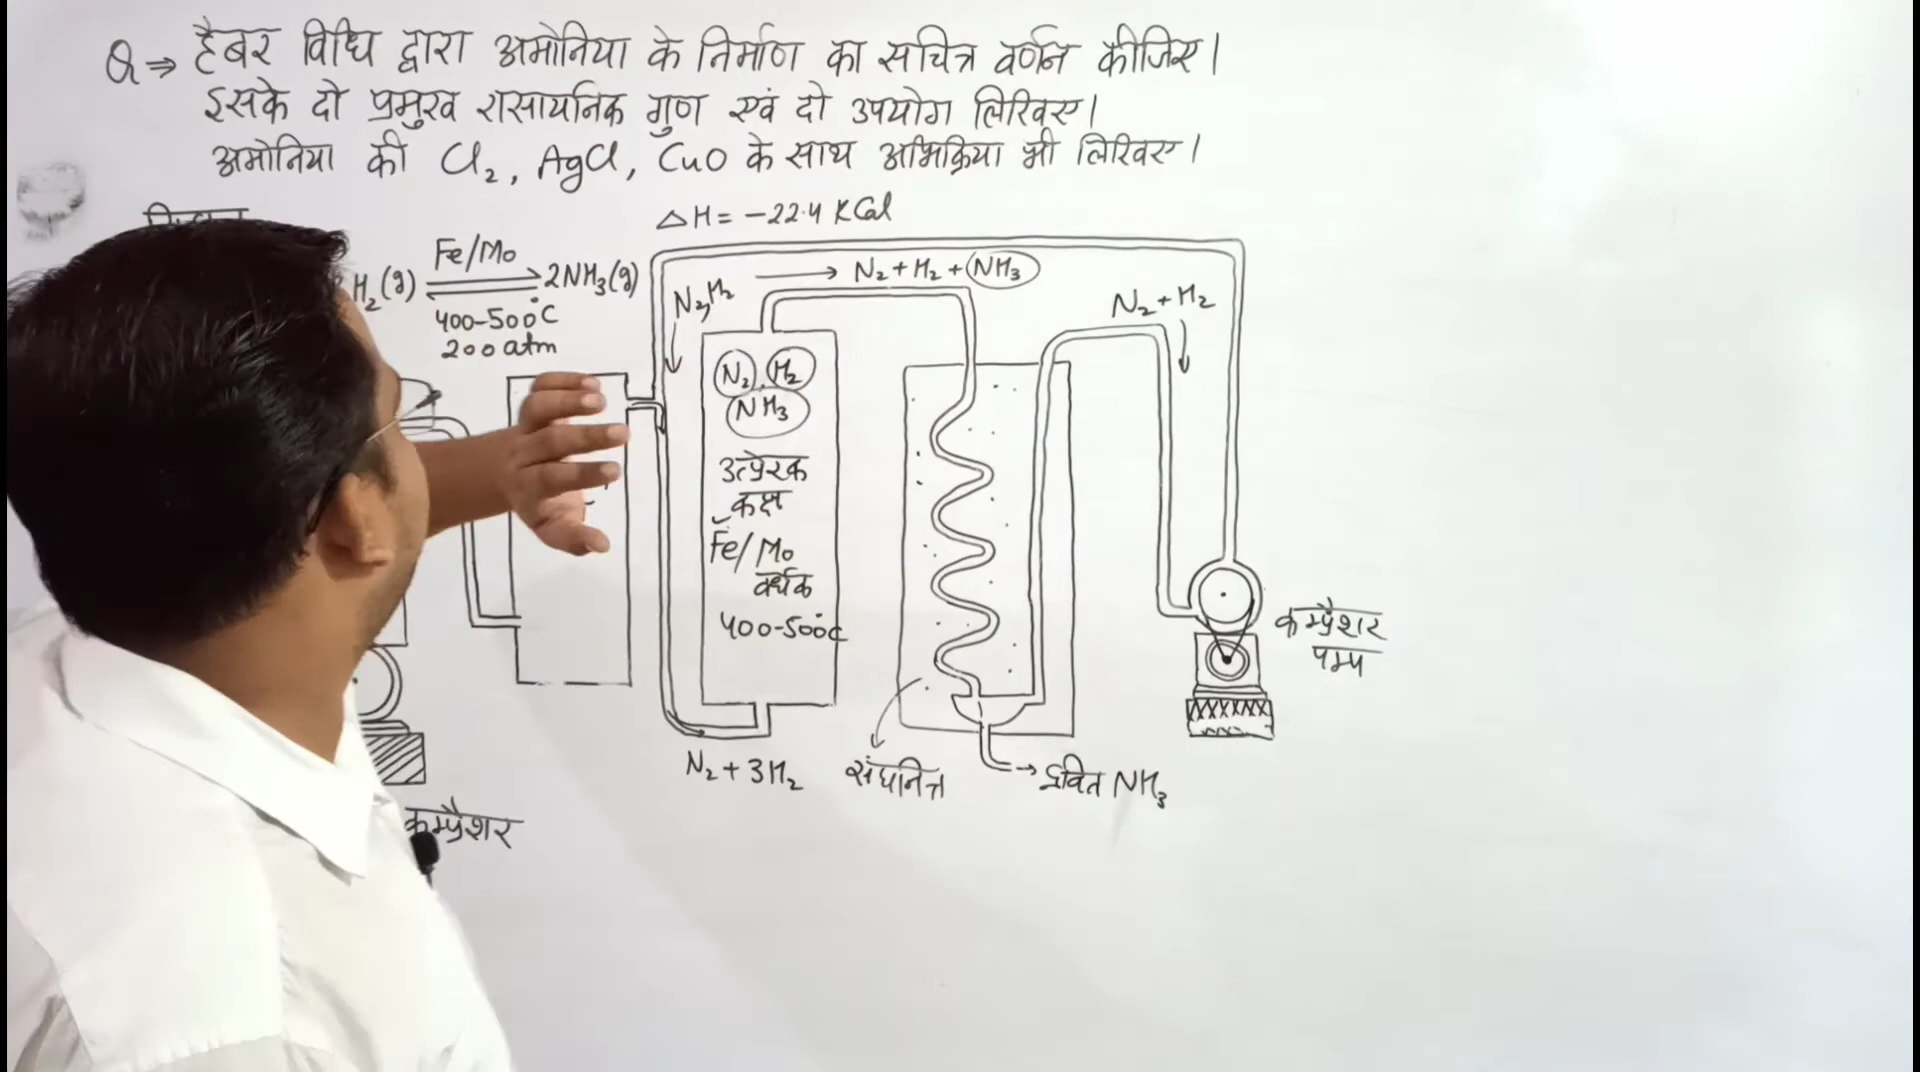 Q ⇒ हैबर विधि द्वारा अमोनिया के निर्माण का सचित्र वर्णन कीजिए।
इसके दो प्रमुख रासायनिक गुण एवं दो उपयोग लिखिए।
अमोनिया की Cl₂, AgCl, CuO के साथ अभिक्रिया भी लिखिए।
ΔH = -22.4 KCal
Fe/Mo
H₂(g) ⇌ 2NH₃(g)
400-500°C
200 atm
N₂, H₂
→ N₂ + H₂ + NH₃
N₂ + H₂
N₂, H₂
NH₃
उत्प्रेरक
कक्ष
Fe/Mo
वर्धक
400-500°C
कम्प्रैशर
पम्प
N₂ + 3H₂
संघनित्र
→ द्रवित NH₃
कम्प्रैशर